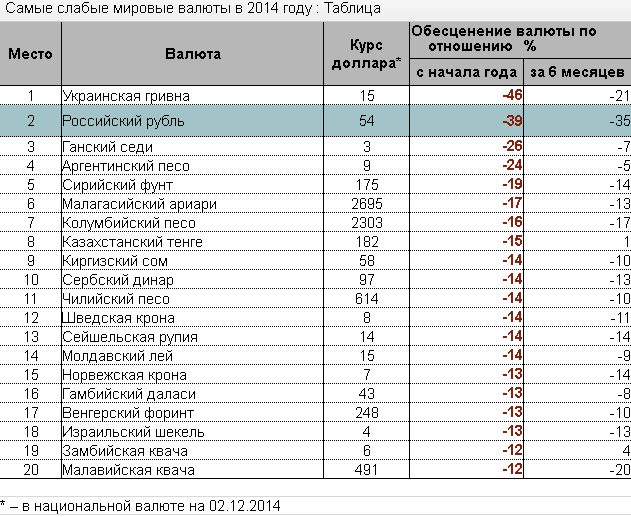 Самые слабые мировые валюты в 2014 году : Таблица
Место Валюта Курс доллара* Обесценение валюты по отношению %
с начала года за 6 месяцев
1 Украинская гривна 15 -46 -21
2 Российский рубль 54 -39 -35
3 Ганский седи 3 -26 -7
4 Аргентинский песо 9 -24 -5
5 Сирийский фунт 175 -19 -14
6 Малагасийский ариари 2695 -17 -13
7 Колумбийский песо 2303 -16 -17
8 Казахстанский тенге 182 -15 1
9 Киргизский сом 58 -14 -10
10 Сербский динар 97 -14 -13
11 Чилийский песо 614 -14 -10
12 Шведская крона 8 -14 -11
13 Сейшельская рупия 14 -14 -14
14 Молдавский лей 15 -14 -9
15 Норвежская крона 7 -13 -14
16 Гамбийский даласи 43 -13 -8
17 Венгерский форинт 248 -13 -10
18 Израильский шекель 4 -13 -13
19 Замбийская квача 6 -12 4
20 Малавийская квача 491 -12 -20
* – в национальной валюте на 02.12.2014